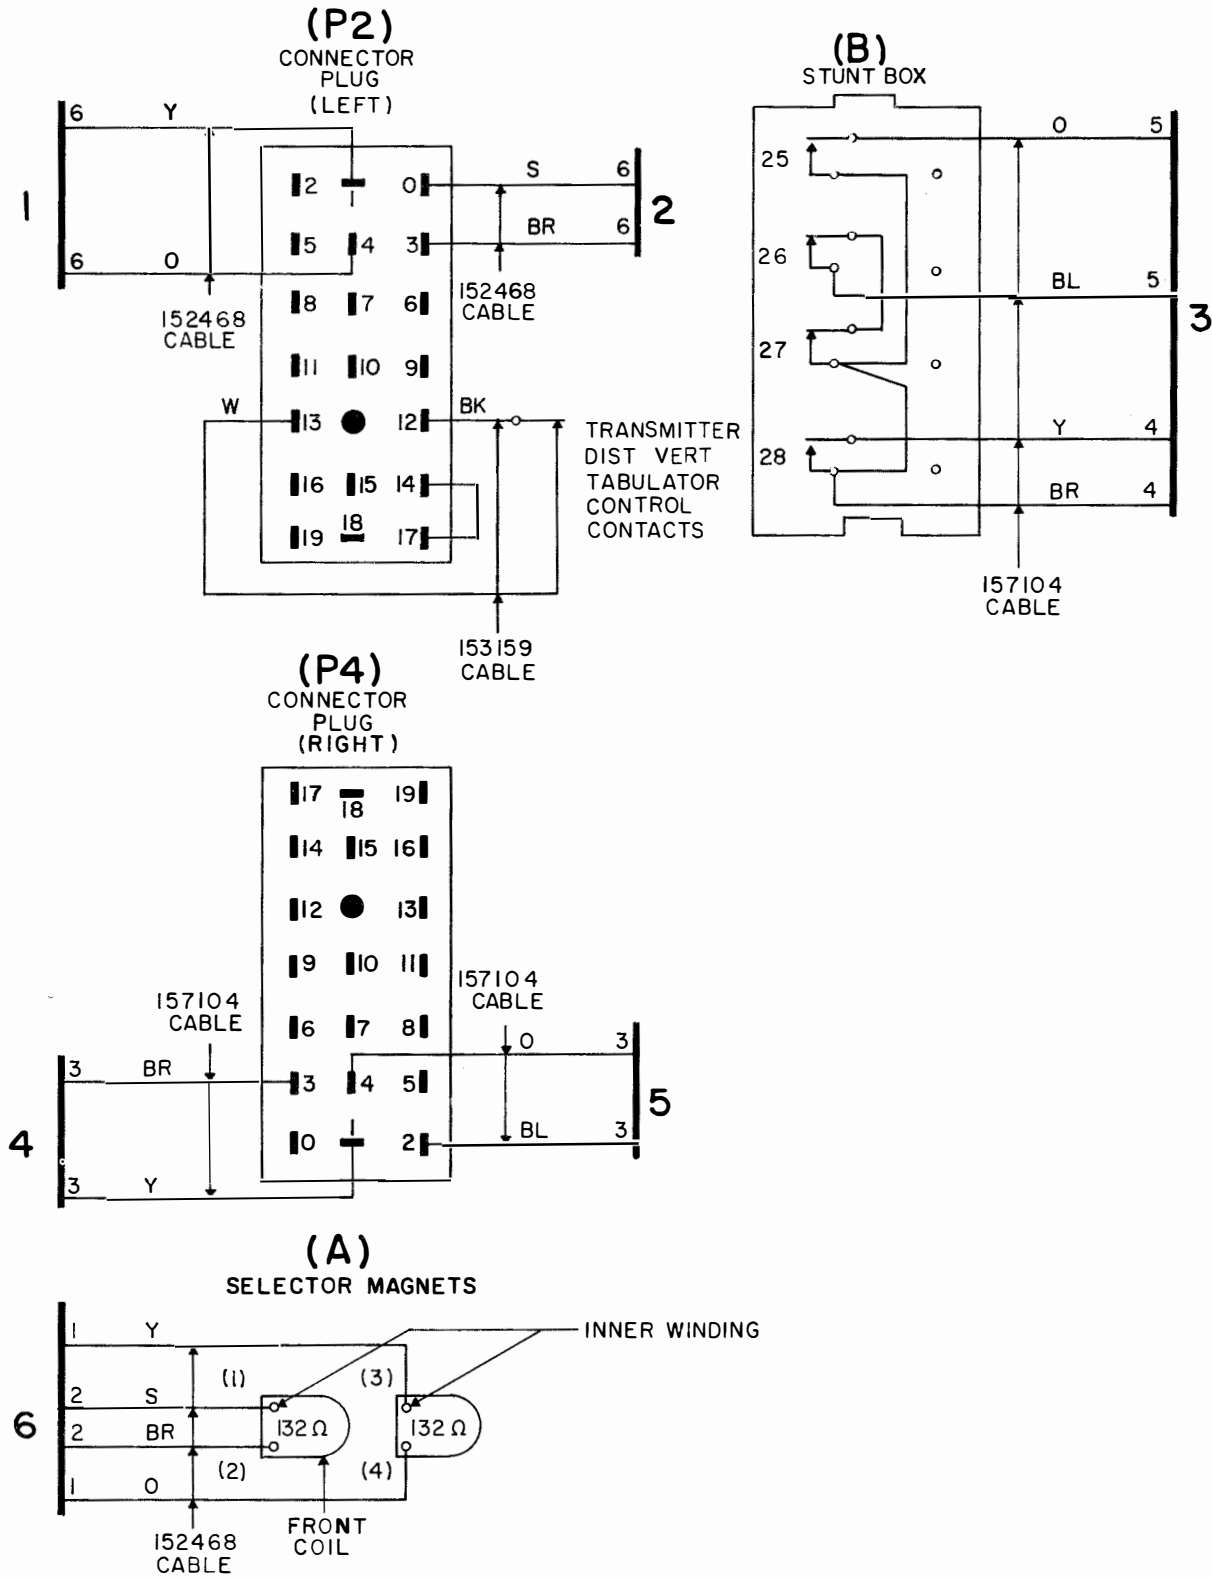 (P2)
CONNECTOR
PLUG
(LEFT)
6 Y
1
6 O
152468
CABLE
2 1 0
5 4 3
8 7 6
11 10 9
13 12
16 15 14
19 18 17
S 6
2
BR 6
152468
CABLE
W
BK
TRANSMITTER
DIST VERT
TABULATOR
CONTROL
CONTACTS
153159
CABLE
(B)
STUNT BOX
25
26
27
28
O 5
BL 5
3
Y 4
BR 4
157104
CABLE
(P4)
CONNECTOR
PLUG
(RIGHT)
17 18 19
14 15 16
12 13
9 10 11
6 7 8
3 4 5
0 1 2
157104
CABLE
3 BR
4
3 Y
157104
CABLE
O 3
5
BL 3
(A)
SELECTOR MAGNETS
1 Y
INNER WINDING
(1) (3)
2 S
6
132Ω 132Ω
2 BR
(2) (4)
1 O
152468
CABLE
FRONT
COIL